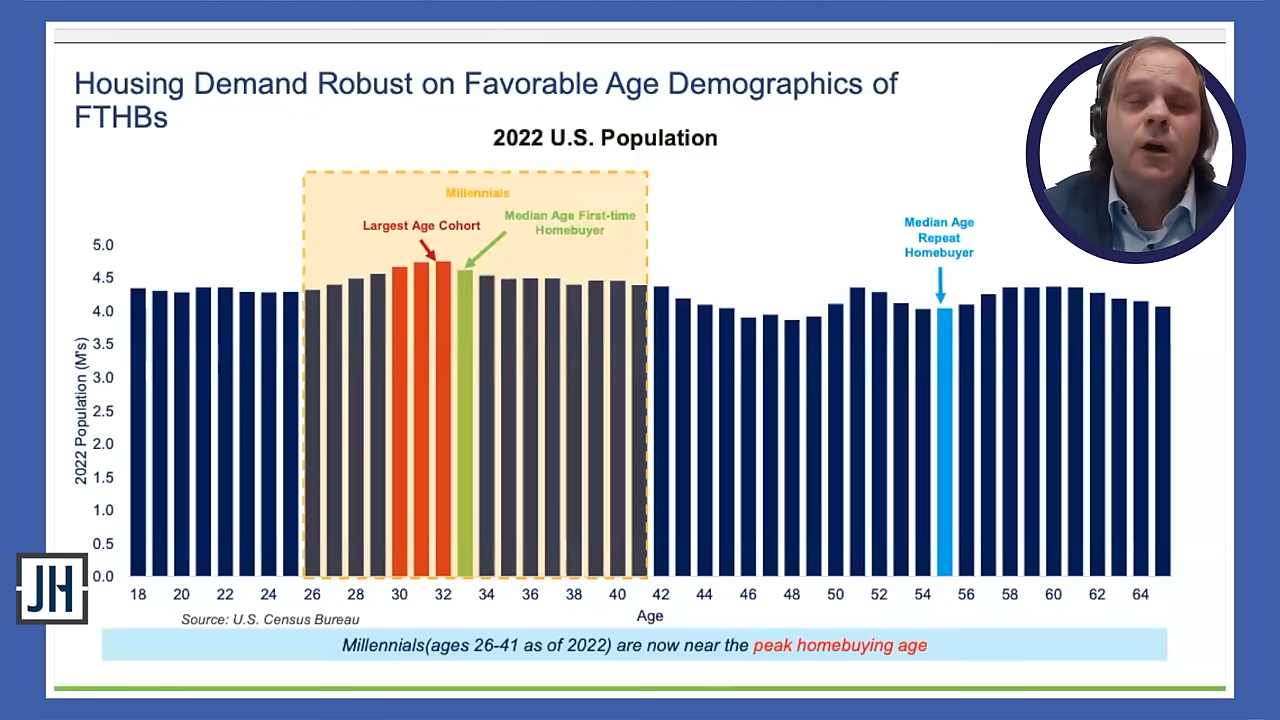 Housing Demand Robust on Favorable Age Demographics of
FTHBs
2022 U.S. Population
Millennials
Largest Age Cohort
Median Age First-time
Homebuyer
Median Age
Repeat
Homebuyer
2022 Population (M's)
5.0
4.5
4.0
3.5
3.0
2.5
2.0
1.5
1.0
0.5
0.0
18 20 22 24 26 28 30 32 34 36 38 40 42 44 46 48 50 52 54 56 58 60 62 64
Age
JH
Source: U.S. Census Bureau
Millennials(ages 26-41 as of 2022) are now near the peak homebuying age